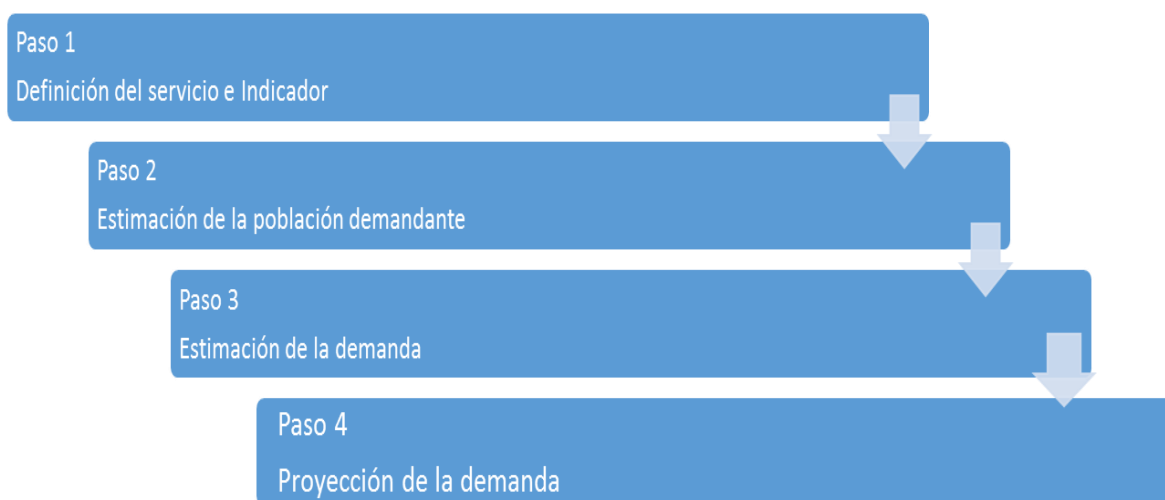 Paso 1
Definición del servicio e Indicador
Paso 2
Estimación de la población demandante
Paso 3
Estimación de la demanda
Paso 4
Proyección de la demanda